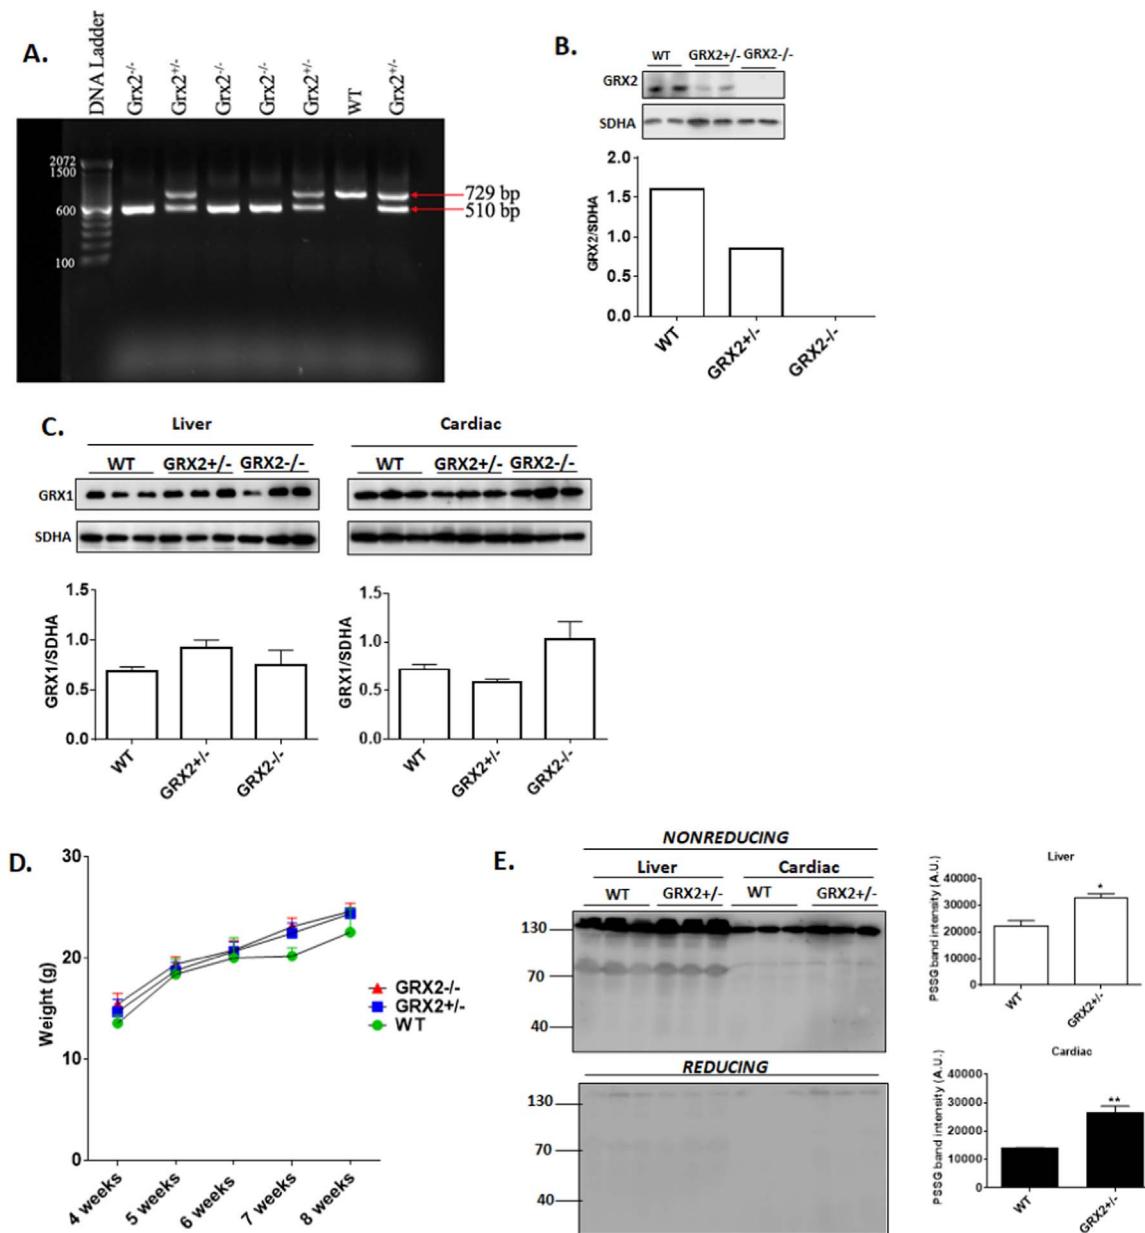 A.
DNA Ladder
Grx2-/-
Grx2+/-
Grx2-/-
Grx2-/-
Grx2+/-
WT
Grx2+/-
2072
1500
600
100
729 bp
510 bp
B.
WT GRX2+/- GRX2-/-
GRX2
SDHA
2.0
1.5
1.0
0.5
0.0
GRX2/SDHA
WT
GRX2+/-
GRX2-/-
C.
Liver
WT GRX2+/- GRX2-/-
GRX1
SDHA
1.5
1.0
0.5
0.0
GRX1/SDHA
WT
GRX2+/-
GRX2-/-
Cardiac
WT GRX2+/- GRX2-/-
1.5
1.0
0.5
0.0
GRX1/SDHA
WT
GRX2+/-
GRX2-/-
D.
30
20
10
0
Weight (g)
4 weeks
5 weeks
6 weeks
7 weeks
8 weeks
GRX2-/-
GRX2+/-
WT
E.
NONREDUCING
Liver Cardiac
WT GRX2+/- WT GRX2+/-
130
70
40
REDUCING
130
70
40
Liver
40000
30000
20000
10000
0
PSSG band intensity (A.U.)
*
WT
GRX2+/-
Cardiac
40000
30000
20000
10000
0
PSSG band intensity (A.U.)
**
WT
GRX2+/-